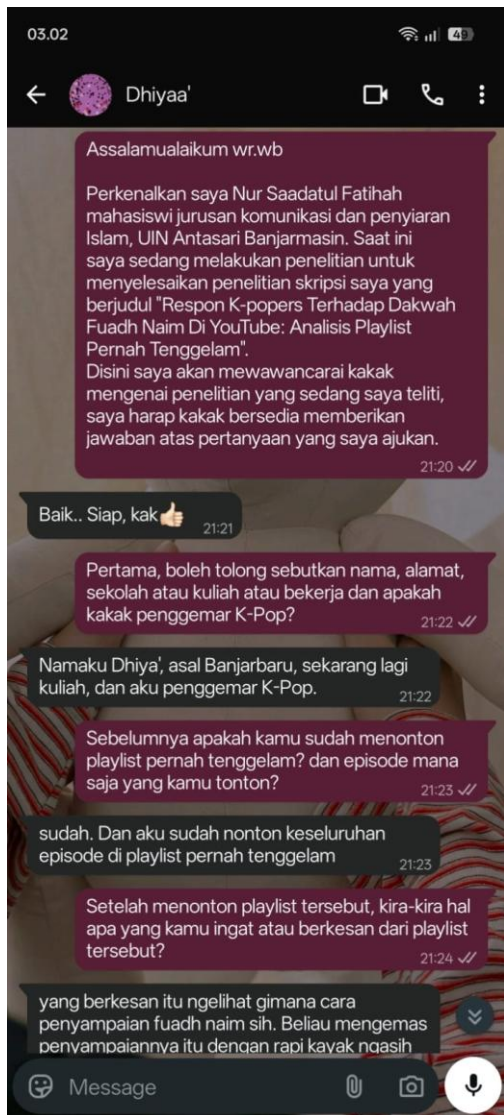 03.02
49
Dhiyaa'
Assalamualaikum wr.wb
Perkenalkan saya Nur Saadatul Fatihah
mahasiswi jurusan komunikasi dan penyiaran
Islam, UIN Antasari Banjarmasin. Saat ini
saya sedang melakukan penelitian untuk
menyelesaikan penelitian skripsi saya yang
berjudul "Respon K-popers Terhadap Dakwah
Fuadh Naim Di YouTube: Analisis Playlist
Pernah Tenggelam".
Disini saya akan mewawancarai kakak
mengenai penelitian yang sedang saya teliti,
saya harap kakak bersedia memberikan
jawaban atas pertanyaan yang saya ajukan.
21:20
Baik.. Siap, kak👍🏻
21:21
Pertama, boleh tolong sebutkan nama, alamat,
sekolah atau kuliah atau bekerja dan apakah
kakak penggemar K-Pop?
21:22
Namaku Dhiya', asal Banjarbaru, sekarang lagi
kuliah, dan aku penggemar K-Pop.
21:22
Sebelumnya apakah kamu sudah menonton
playlist pernah tenggelam? dan episode mana
saja yang kamu tonton?
21:23
sudah. Dan aku sudah nonton keseluruhan
episode di playlist pernah tenggelam
21:23
Setelah menonton playlist tersebut, kira-kira hal
apa yang kamu ingat atau berkesan dari playlist
tersebut?
21:24
yang berkesan itu ngelihat gimana cara
penyampaian fuadh naim sih. Beliau mengemas
penyampaiannya itu dengan rapi kayak ngasih
Message